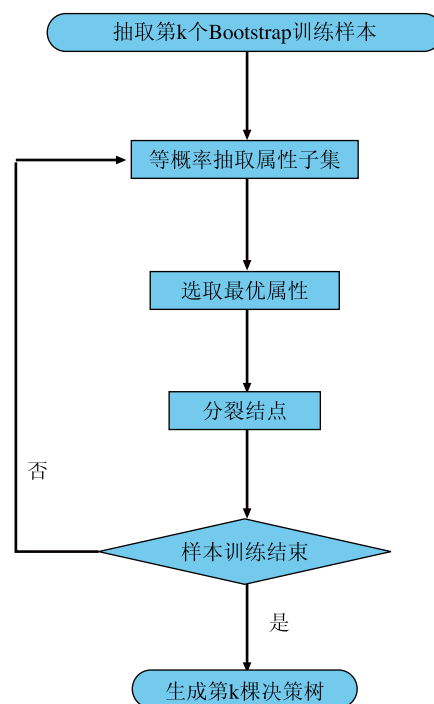 抽取第k个Bootstrap训练样本
等概率抽取属性子集
选取最优属性
分裂结点
否
样本训练结束
是
生成第k棵决策树